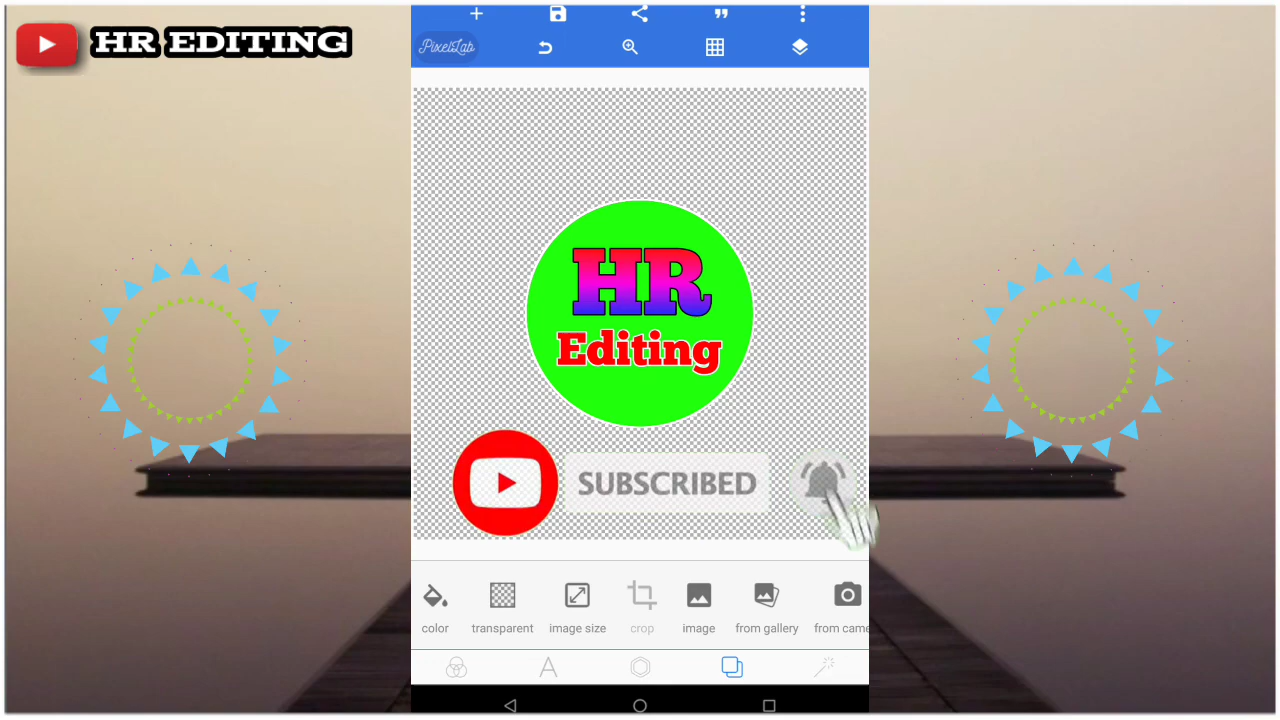 HR EDITING
PixelLab
HR
Editing
SUBSCRIBED
color transparent image size crop image from gallery from came